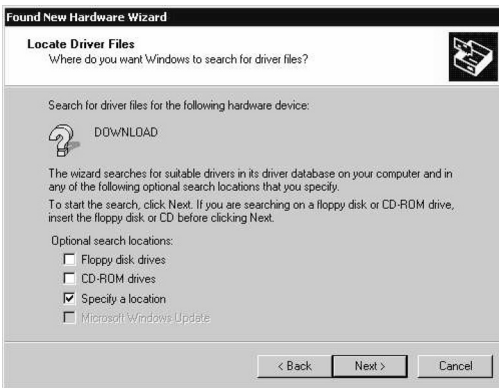 Found New Hardware Wizard
Locate Driver Files
Where do you want Windows to search for driver files?
Search for driver files for the following hardware device:
DOWNLOAD
The wizard searches for suitable drivers in its driver database on your computer and in
any of the following optional search locations that you specify.
To start the search, click Next. If you are searching on a floppy disk or CD-ROM drive,
insert the floppy disk or CD before clicking Next.
Optional search locations:
Floppy disk drives
CD-ROM drives
Specify a location
Microsoft Windows Update
< Back Next > Cancel